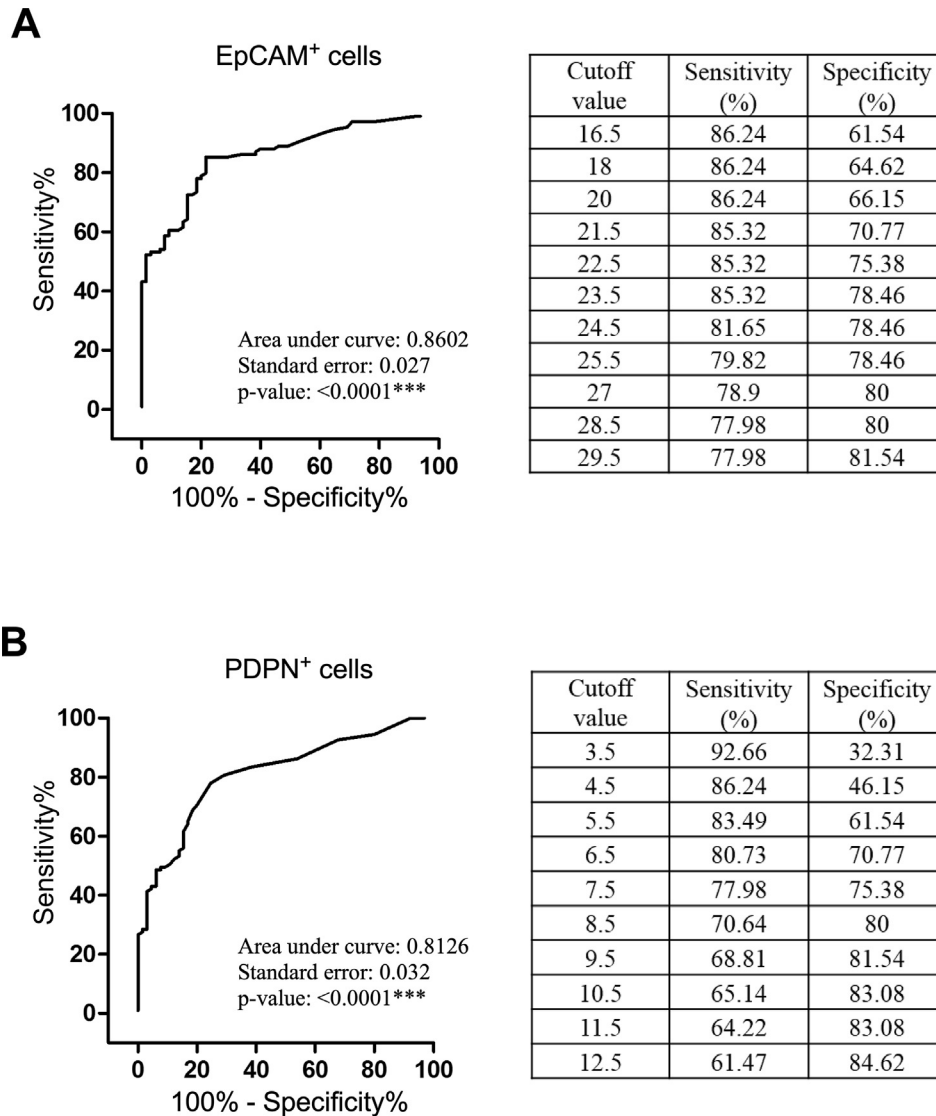 A
EpCAM⁺ cells
100
80
60
40
20
0
Sensitivity%
Area under curve: 0.8602
Standard error: 0.027
p-value: <0.0001***
0 20 40 60 80 100
100% - Specificity%
Cutoff value Sensitivity (%) Specificity (%)
16.5 86.24 61.54
18 86.24 64.62
20 86.24 66.15
21.5 85.32 70.77
22.5 85.32 75.38
23.5 85.32 78.46
24.5 81.65 78.46
25.5 79.82 78.46
27 78.9 80
28.5 77.98 80
29.5 77.98 81.54
B
PDPN⁺ cells
100
80
60
40
20
0
Sensitivity%
Area under curve: 0.8126
Standard error: 0.032
p-value: <0.0001***
0 20 40 60 80 100
100% - Specificity%
Cutoff value Sensitivity (%) Specificity (%)
3.5 92.66 32.31
4.5 86.24 46.15
5.5 83.49 61.54
6.5 80.73 70.77
7.5 77.98 75.38
8.5 70.64 80
9.5 68.81 81.54
10.5 65.14 83.08
11.5 64.22 83.08
12.5 61.47 84.62